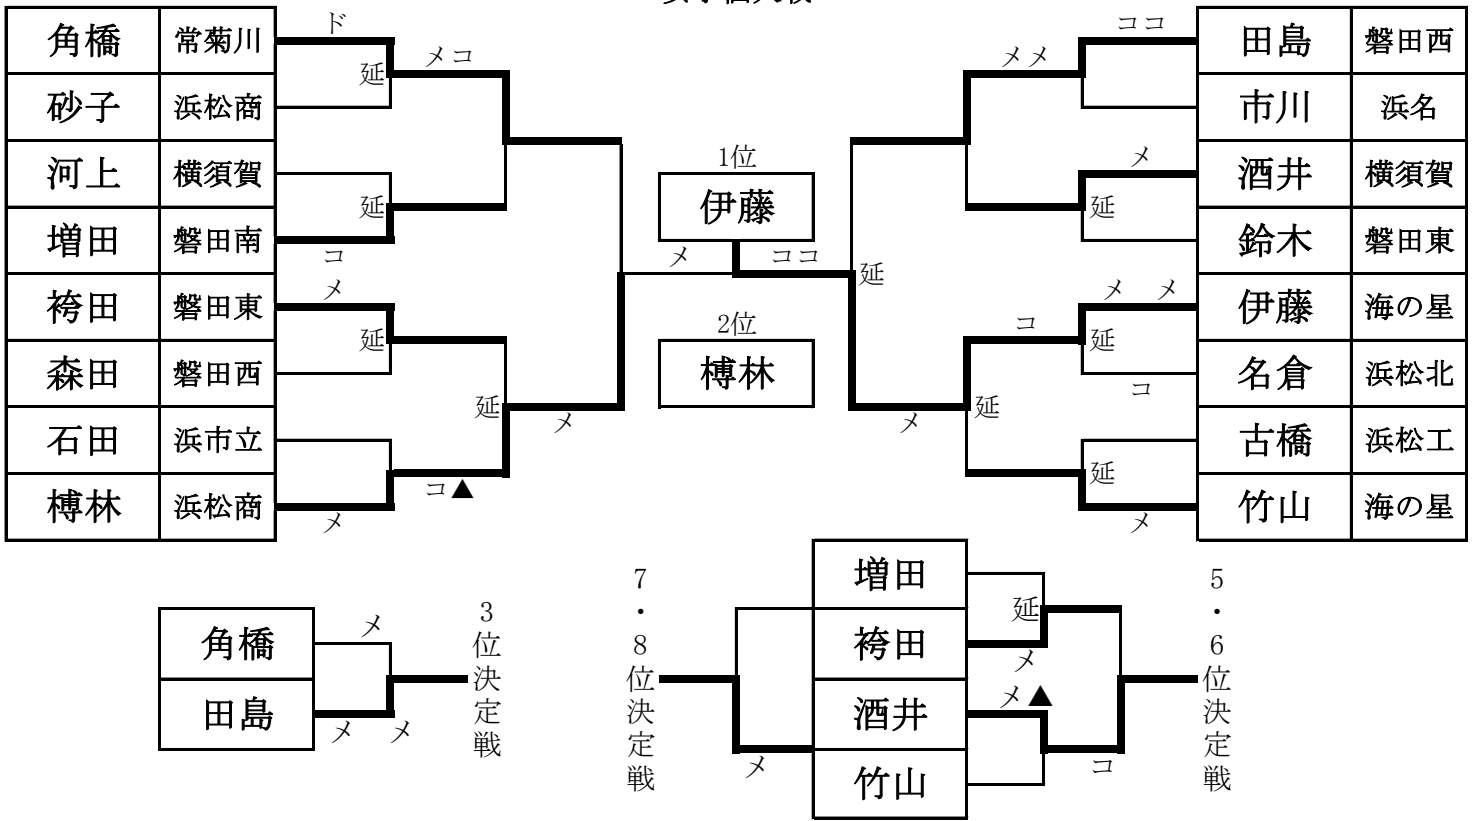 角橋 常菊川
砂子 浜松商
河上 横須賀
増田 磐田南
袴田 磐田東
森田 磐田西
石田 浜市立
榑林 浜松商
ド
延
メコ
延
コ
メ
延
延
メ
コ▲
メ
1位
伊藤
メ ココ
延
2位
榑林
ココ
メメ
メ
延
メ メ
コ
延
コ
メ
延
延
メ
田島 磐田西
市川 浜名
酒井 横須賀
鈴木 磐田東
伊藤 海の星
名倉 浜松北
古橋 浜松工
竹山 海の星
角橋
田島
メ
メ メ
3位決定戦
7・8位決定戦
メ
増田
袴田
酒井
竹山
延
メ
メ▲
コ
5・6位決定戦